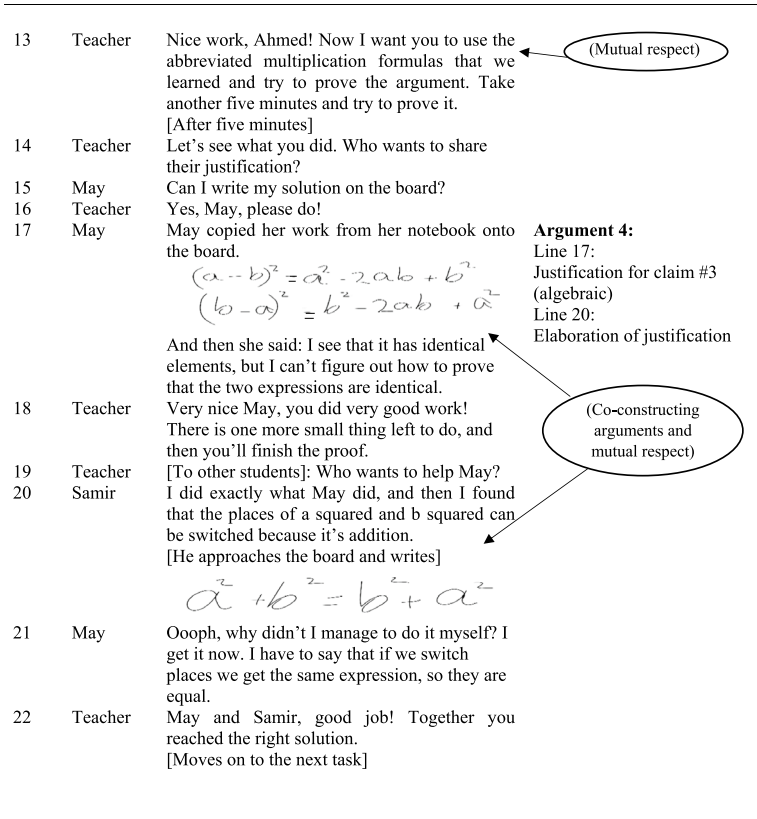 13 Teacher Nice work, Ahmed! Now I want you to use the
abbreviated multiplication formulas that we
learned and try to prove the argument. Take
another five minutes and try to prove it.
[After five minutes]
(Mutual respect)
14 Teacher Let's see what you did. Who wants to share
their justification?
15 May Can I write my solution on the board?
16 Teacher Yes, May, please do!
17 May May copied her work from her notebook onto
the board.
(a - b)² = a² - 2ab + b²
(b - a)² = b² - 2ab + a²
And then she said: I see that it has identical
elements, but I can't figure out how to prove
that the two expressions are identical.
Argument 4:
Line 17:
Justification for claim #3
(algebraic)
Line 20:
Elaboration of justification
18 Teacher Very nice May, you did very good work!
There is one more small thing left to do, and
then you'll finish the proof.
(Co-constructing
arguments and
mutual respect)
19 Teacher [To other students]: Who wants to help May?
20 Samir I did exactly what May did, and then I found
that the places of a squared and b squared can
be switched because it's addition.
[He approaches the board and writes]
a² + b² = b² + a²
21 May Oooph, why didn't I manage to do it myself? I
get it now. I have to say that if we switch
places we get the same expression, so they are
equal.
22 Teacher May and Samir, good job! Together you
reached the right solution.
[Moves on to the next task]